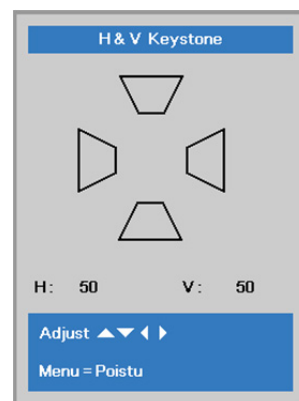 H & V Keystone
H: 50 V: 50
Adjust ▲▼◀▶
Menu = Poistu